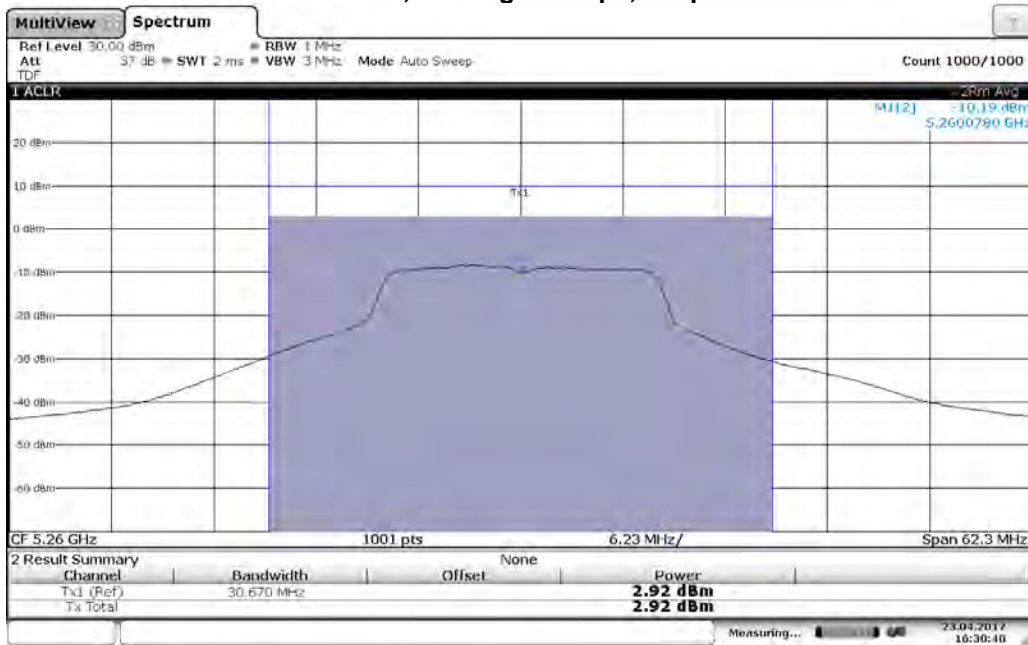 MultiView Spectrum
Ref Level 30.00 dBm RBW 1 MHz
Att 37 dB SWT 2 ms VBW 3 MHz Mode Auto Sweep Count 1000/1000
TDF
1 ACLR 2Rm Avg
M1[2] -10.19 dBm
5.2600780 GHz
20 dBm
10 dBm
Tx1
0 dBm
-10 dBm
-20 dBm
-30 dBm
-40 dBm
-50 dBm
-60 dBm
CF 5.26 GHz 1001 pts 6.23 MHz/ Span 62.3 MHz
2 Result Summary None
Channel Bandwidth Offset Power
Tx1 (Ref) 30.670 MHz 2.92 dBm
Tx Total 2.92 dBm
Measuring... 23.04.2017
16:30:40